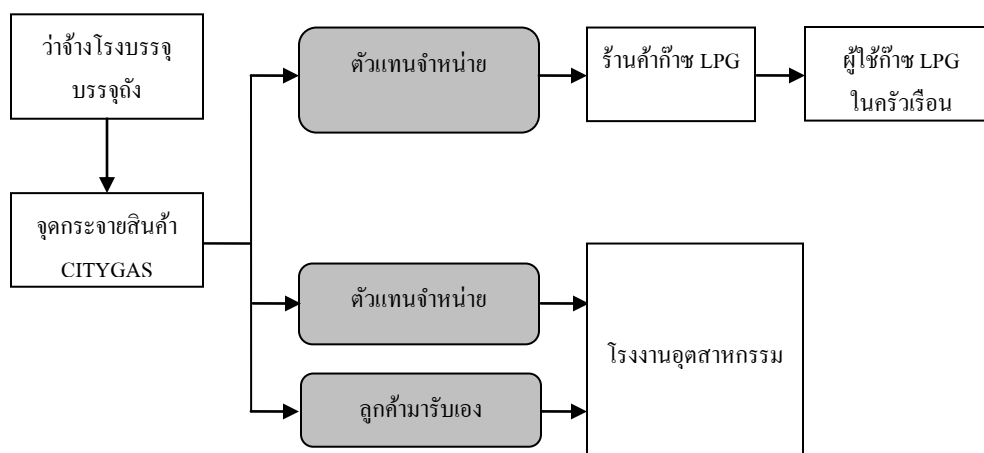 ว่าจ้างโรงบรรจุ
บรรจุถัง
ตัวแทนจำหน่าย
ร้านค้าก๊าซ LPG
ผู้ใช้ก๊าซ LPG
ในครัวเรือน
จุดกระจายสินค้า
CITYGAS
ตัวแทนจำหน่าย
โรงงานอุตสาหกรรม
ลูกค้ามารับเอง